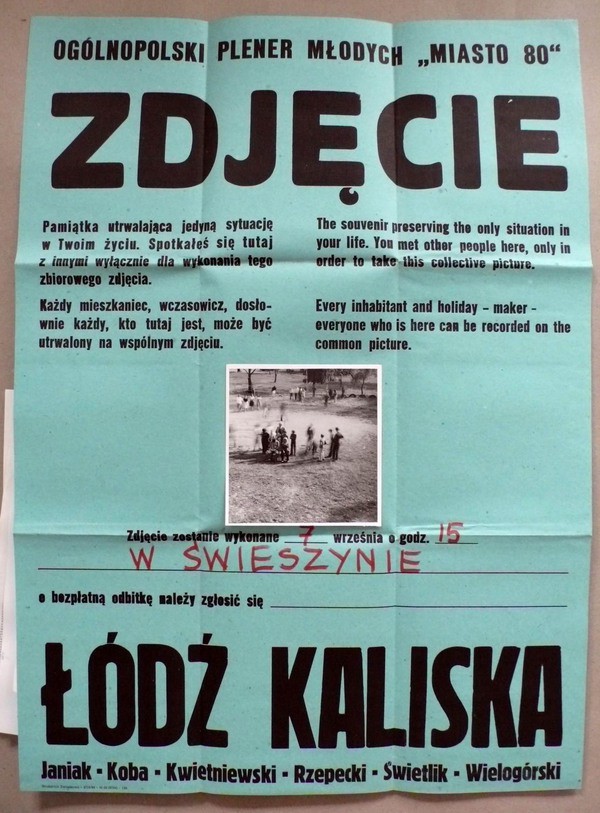 OGÓLNOPOLSKI PLENER MŁODYCH „MIASTO 80“
ZDJĘCIE
Pamiątka utrwalająca jedyną sytuację
w Twoim życiu. Spotkałeś się tutaj
z innymi wyłącznie dla wykonania tego
zbiorowego zdjęcia.
Każdy mieszkaniec, wczasowicz, dosło-
wnie każdy, kto tutaj jest, może być
utrwalony na wspólnym zdjęciu.
The souvenir preserving the only situation in
your life. You met other people here, only in
order to take this collective picture.
Every inhabitant and holiday - maker -
everyone who is here can be recorded on the
common picture.
Zdjęcie zostanie wykonane 7 września o godz. 15
W ŚWIESZYNIE
o bezpłatną odbitkę należy zgłosić się
ŁÓDŹ KALISKA
Janiak - Koba - Kwietniewski - Rzepecki - Świetlik - Wielogórski